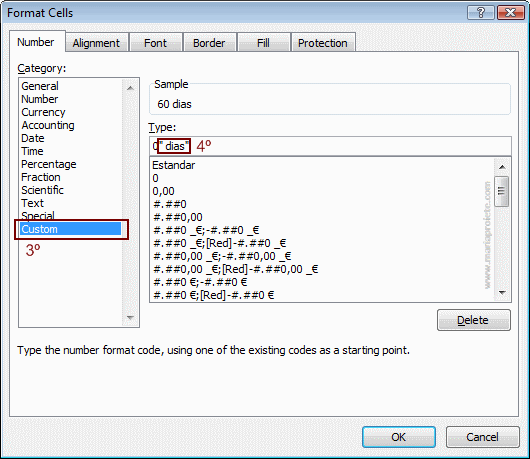 Format Cells
Number Alignment Font Border Fill Protection
Category:
General
Number
Currency
Accounting
Date
Time
Percentage
Fraction
Scientific
Text
Special
Custom
3º
Sample
60 dias
Type:
0" dias" 4º
Estandar
0
0,00
#.##0
#.##0,00
#.##0 _€;-#.##0 _€
#.##0 _€;[Red]-#.##0 _€
#.##0,00 _€;-#.##0,00 _€
#.##0,00 _€;[Red]-#.##0,00 _€
#.##0 €;-#.##0 €
#.##0 €;[Red]-#.##0 €
www.mariaproiete.com
Delete
Type the number format code, using one of the existing codes as a starting point.
OK Cancel